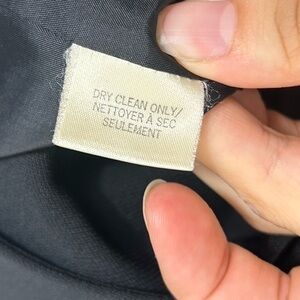 DRY CLEAN ONLY/
NETTOYER À SEC
SEULEMENT